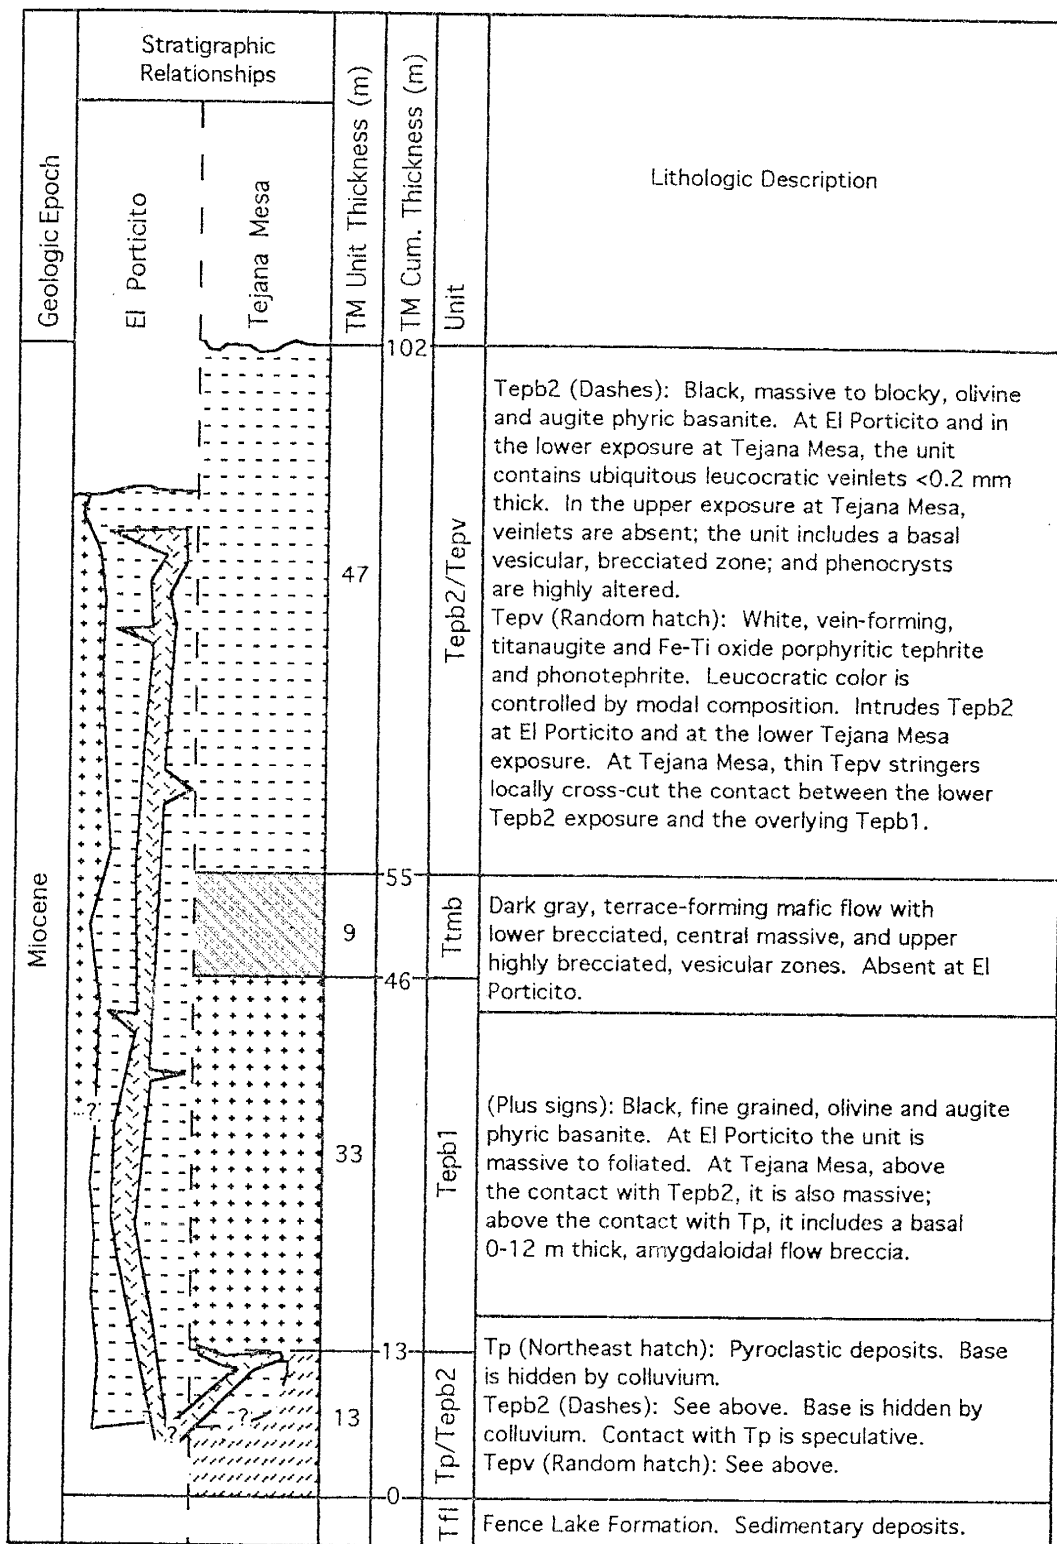 Geologic Epoch
Stratigraphic
Relationships
El Porticito
Tejana Mesa
TM Unit Thickness (m)
TM Cum. Thickness (m)
Unit
Lithologic Description
Miocene
102
47
Tepb2/Tepv
Tepb2 (Dashes): Black, massive to blocky, olivine
and augite phyric basanite. At El Porticito and in
the lower exposure at Tejana Mesa, the unit
contains ubiquitous leucocratic veinlets <0.2 mm
thick. In the upper exposure at Tejana Mesa,
veinlets are absent; the unit includes a basal
vesicular, brecciated zone; and phenocrysts
are highly altered.
Tepv (Random hatch): White, vein-forming,
titanaugite and Fe-Ti oxide porphyritic tephrite
and phonotephrite. Leucocratic color is
controlled by modal composition. Intrudes Tepb2
at El Porticito and at the lower Tejana Mesa
exposure. At Tejana Mesa, thin Tepv stringers
locally cross-cut the contact between the lower
Tepb2 exposure and the overlying Tepb1.
55
9
Ttmb
Dark gray, terrace-forming mafic flow with
lower brecciated, central massive, and upper
highly brecciated, vesicular zones. Absent at El
Porticito.
46
?
33
Tepb1
(Plus signs): Black, fine grained, olivine and augite
phyric basanite. At El Porticito the unit is
massive to foliated. At Tejana Mesa, above
the contact with Tepb2, it is also massive;
above the contact with Tp, it includes a basal
0-12 m thick, amygdaloidal flow breccia.
13
?
?
13
Tp/Tepb2
Tp (Northeast hatch): Pyroclastic deposits. Base
is hidden by colluvium.
Tepb2 (Dashes): See above. Base is hidden by
colluvium. Contact with Tp is speculative.
Tepv (Random hatch): See above.
0
Tfl
Fence Lake Formation. Sedimentary deposits.